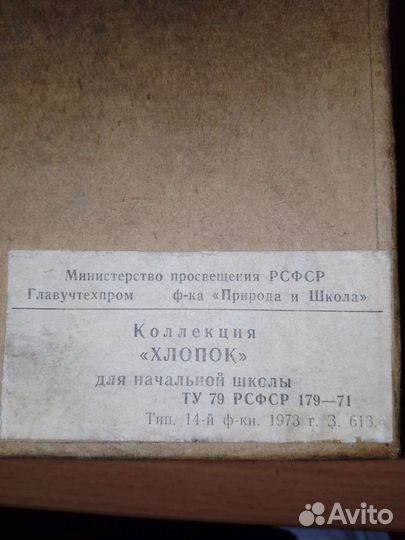 Министерство просвещения РСФСР
Главучтехпром ф-ка «Природа и Школа»
Коллекция
«ХЛОПОК»
для начальной школы
ТУ 79 РСФСР 179—71
Тип. 14-й ф-ки. 1973 г. З. 613.
Avito